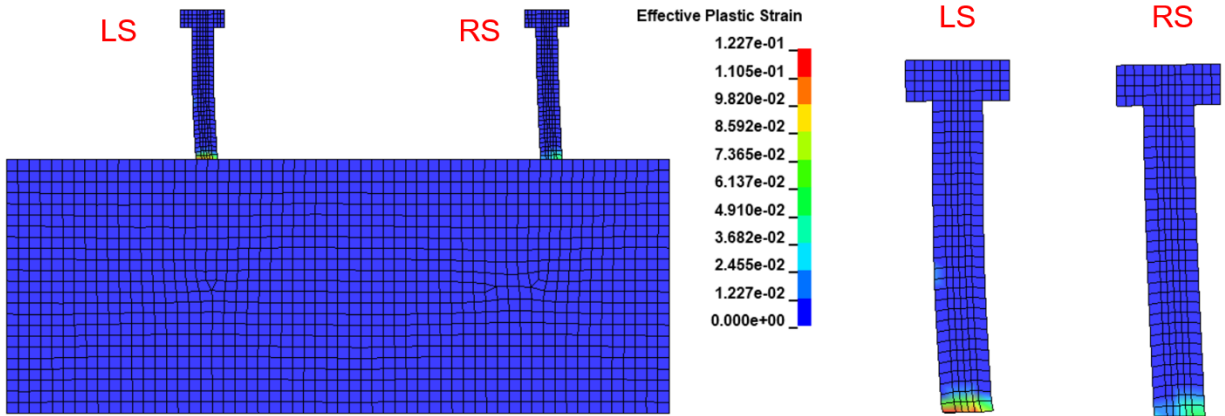 LS
RS
Effective Plastic Strain
1.227e-01
1.105e-01
9.820e-02
8.592e-02
7.365e-02
6.137e-02
4.910e-02
3.682e-02
2.455e-02
1.227e-02
0.000e+00
LS
RS